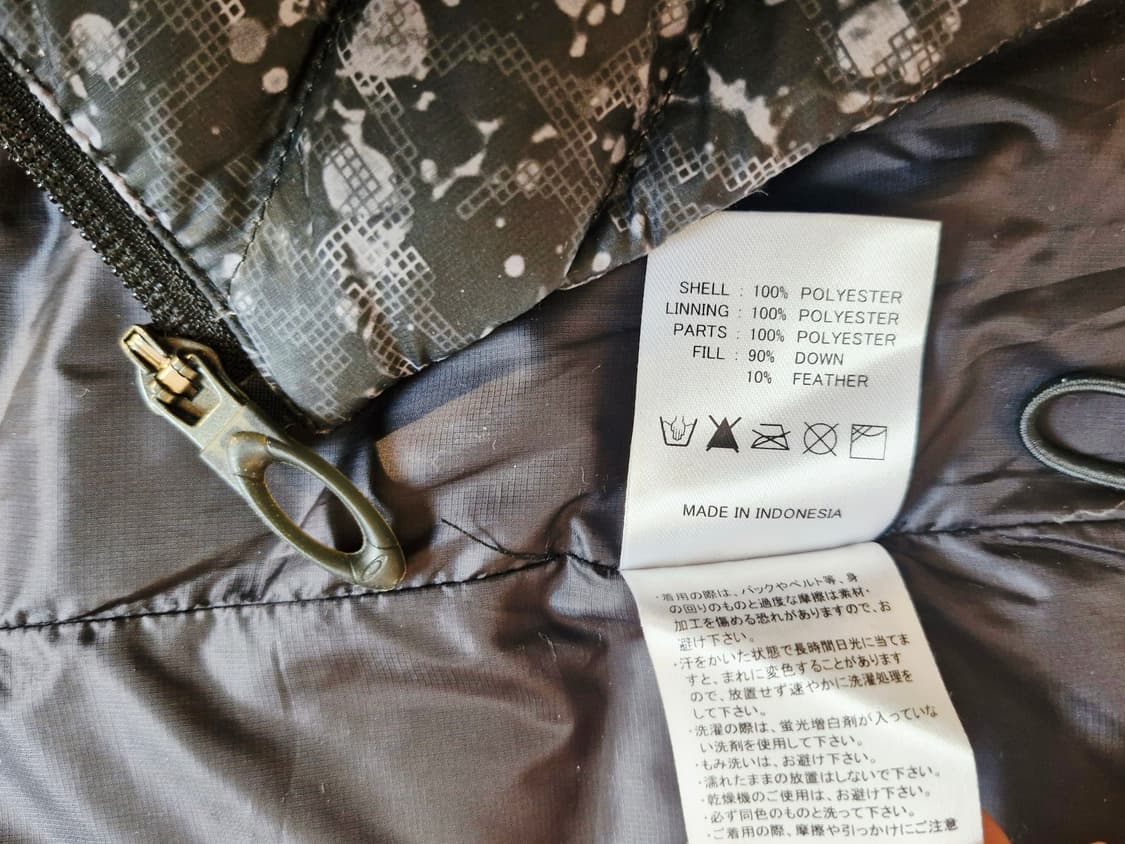 SHELL : 100% POLYESTER
LINNING : 100% POLYESTER
PARTS : 100% POLYESTER
FILL : 90% DOWN
10% FEATHER
MADE IN INDONESIA
・着用の際は、バックやベルト等、身
の回りのものと過度な摩擦は素材・
加工を傷める恐れがありますので、お
避け下さい。
・汗をかいた状態で長時間日光に当てま
すと、まれに変色することがあります
ので、放置せず速やかに洗濯処理を
して下さい。
・洗濯の際は、蛍光増白剤が入っていな
い洗剤を使用して下さい。
・もみ洗いは、お避け下さい。
・濡れたままの放置はしないで下さい。
・乾燥機のご使用は、お避け下さい。
・必ず同色のものと洗って下さい。
・ご着用の際、摩擦や引っかけにご注意